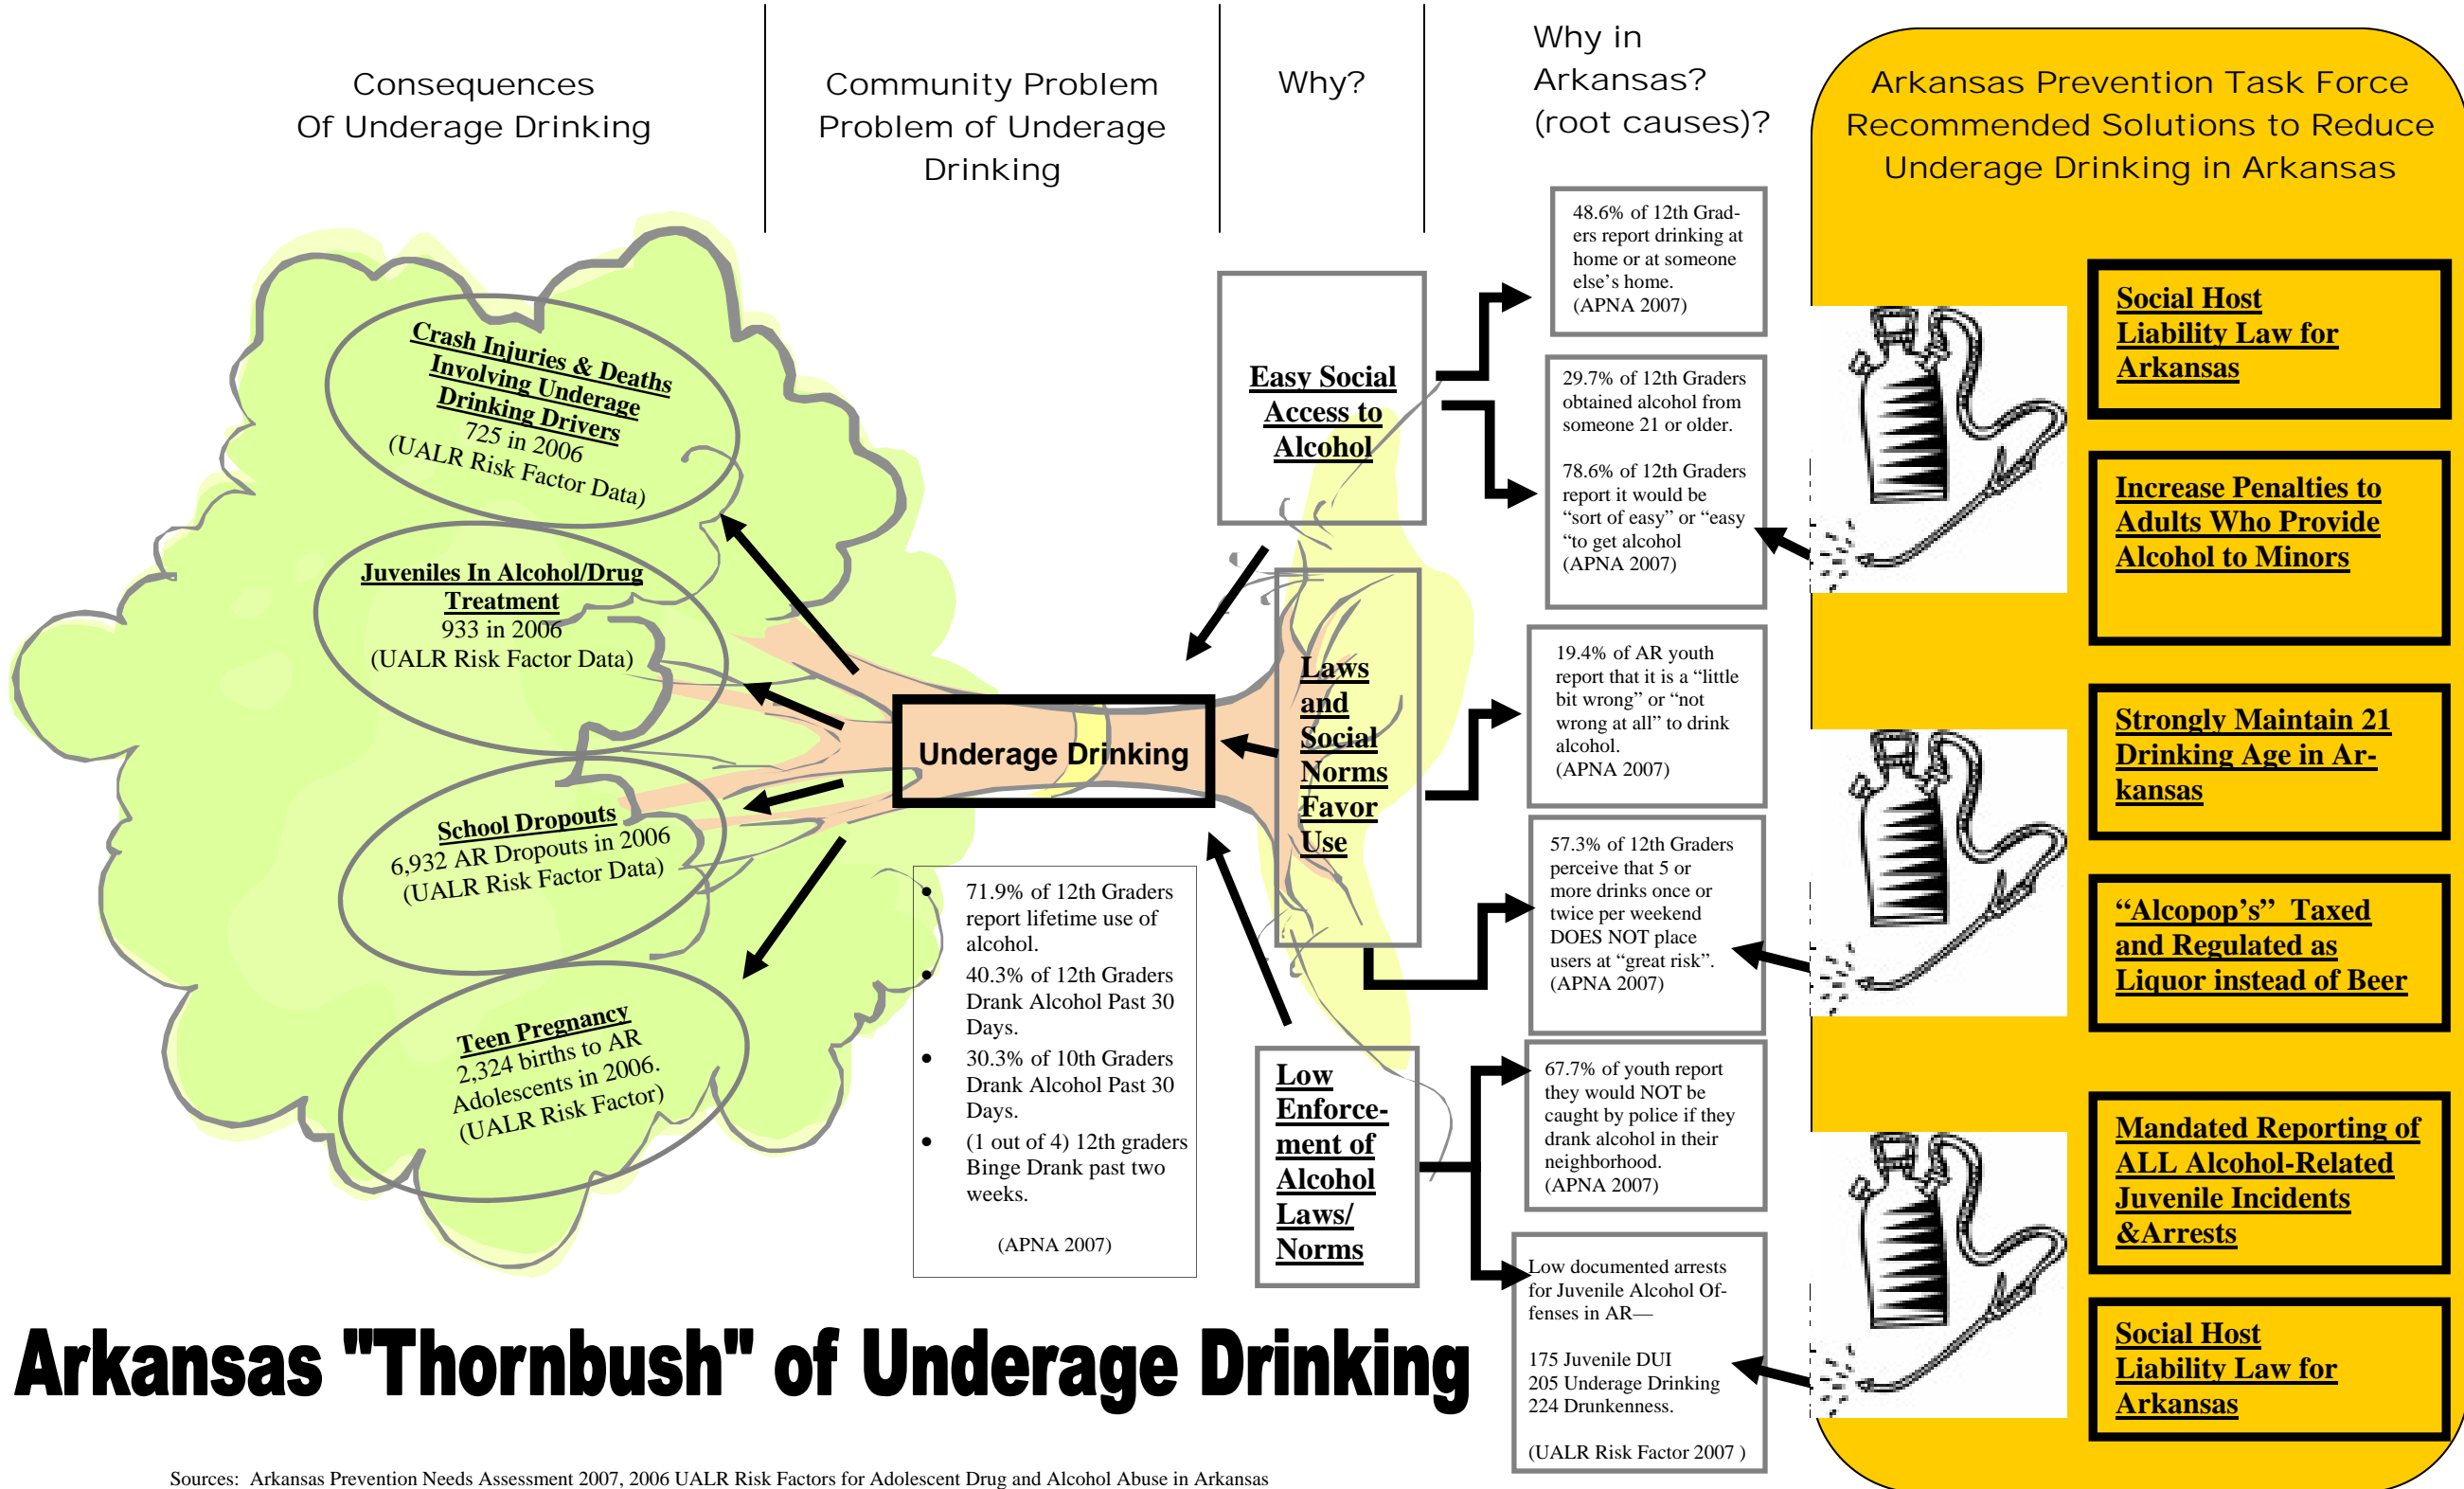 Consequences
Of Underage Drinking
Community Problem
Problem of Underage
Drinking
Why?
Why in
Arkansas?
(root causes)?
Arkansas Prevention Task Force
Recommended Solutions to Reduce
Underage Drinking in Arkansas
Crash Injuries & Deaths
Involving Underage
Drinking Drivers
725 in 2006
(UALR Risk Factor Data)
Juveniles In Alcohol/Drug
Treatment
933 in 2006
(UALR Risk Factor Data)
School Dropouts
6,932 AR Dropouts in 2006
(UALR Risk Factor Data)
Teen Pregnancy
2,324 births to AR
Adolescents in 2006.
(UALR Risk Factor)
Underage Drinking
• 71.9% of 12th Graders
report lifetime use of
alcohol.
• 40.3% of 12th Graders
Drank Alcohol Past 30
Days.
• 30.3% of 10th Graders
Drank Alcohol Past 30
Days.
• (1 out of 4) 12th graders
Binge Drank past two
weeks.
(APNA 2007)
Easy Social
Access to
Alcohol
Laws
and
Social
Norms
Favor
Use
Low
Enforce-
ment of
Alcohol
Laws/
Norms
48.6% of 12th Grad-
ers report drinking at
home or at someone
else's home.
(APNA 2007)
29.7% of 12th Graders
obtained alcohol from
someone 21 or older.
78.6% of 12th Graders
report it would be
“sort of easy” or “easy
“to get alcohol
(APNA 2007)
19.4% of AR youth
report that it is a “little
bit wrong” or “not
wrong at all” to drink
alcohol.
(APNA 2007)
57.3% of 12th Graders
perceive that 5 or
more drinks once or
twice per weekend
DOES NOT place
users at “great risk”.
(APNA 2007)
67.7% of youth report
they would NOT be
caught by police if they
drank alcohol in their
neighborhood.
(APNA 2007)
Low documented arrests
for Juvenile Alcohol Of-
fenses in AR—
175 Juvenile DUI
205 Underage Drinking
224 Drunkenness.
(UALR Risk Factor 2007 )
Social Host
Liability Law for
Arkansas
Increase Penalties to
Adults Who Provide
Alcohol to Minors
Strongly Maintain 21
Drinking Age in Ar-
kansas
“Alcopop's” Taxed
and Regulated as
Liquor instead of Beer
Mandated Reporting of
ALL Alcohol-Related
Juvenile Incidents
&Arrests
Social Host
Liability Law for
Arkansas
Arkansas "Thornbush" of Underage Drinking
Sources: Arkansas Prevention Needs Assessment 2007, 2006 UALR Risk Factors for Adolescent Drug and Alcohol Abuse in Arkansas